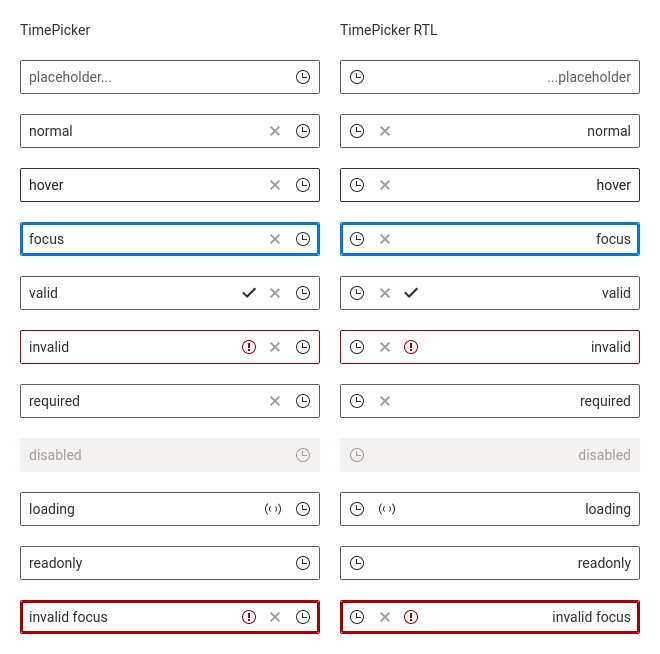 TimePicker TimePicker RTL
placeholder... ...placeholder
normal normal
hover hover
focus focus
valid valid
invalid invalid
required required
disabled disabled
loading loading
readonly readonly
invalid focus invalid focus